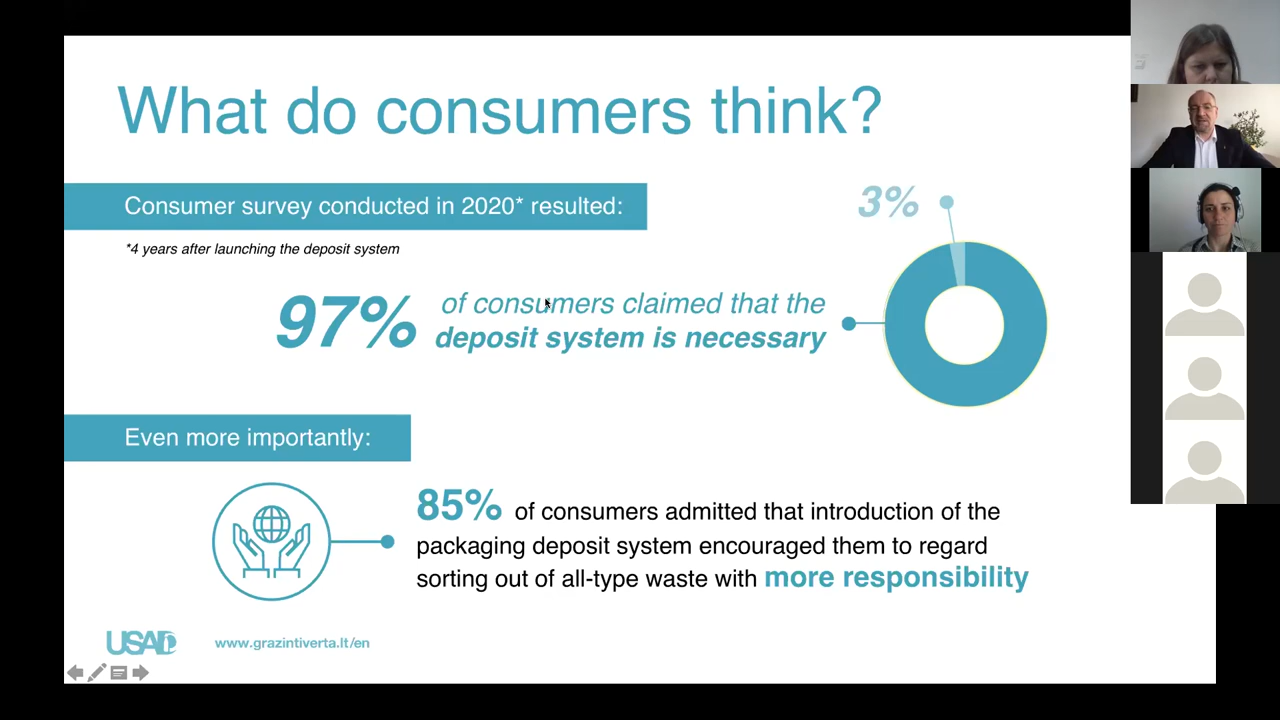 What do consumers think?
Consumer survey conducted in 2020* resulted:
3%
*4 years after launching the deposit system
97% of consumers claimed that the
deposit system is necessary
Even more importantly:
85% of consumers admitted that introduction of the
packaging deposit system encouraged them to regard
sorting out of all-type waste with more responsibility
USAD www.grazintiverta.lt/en